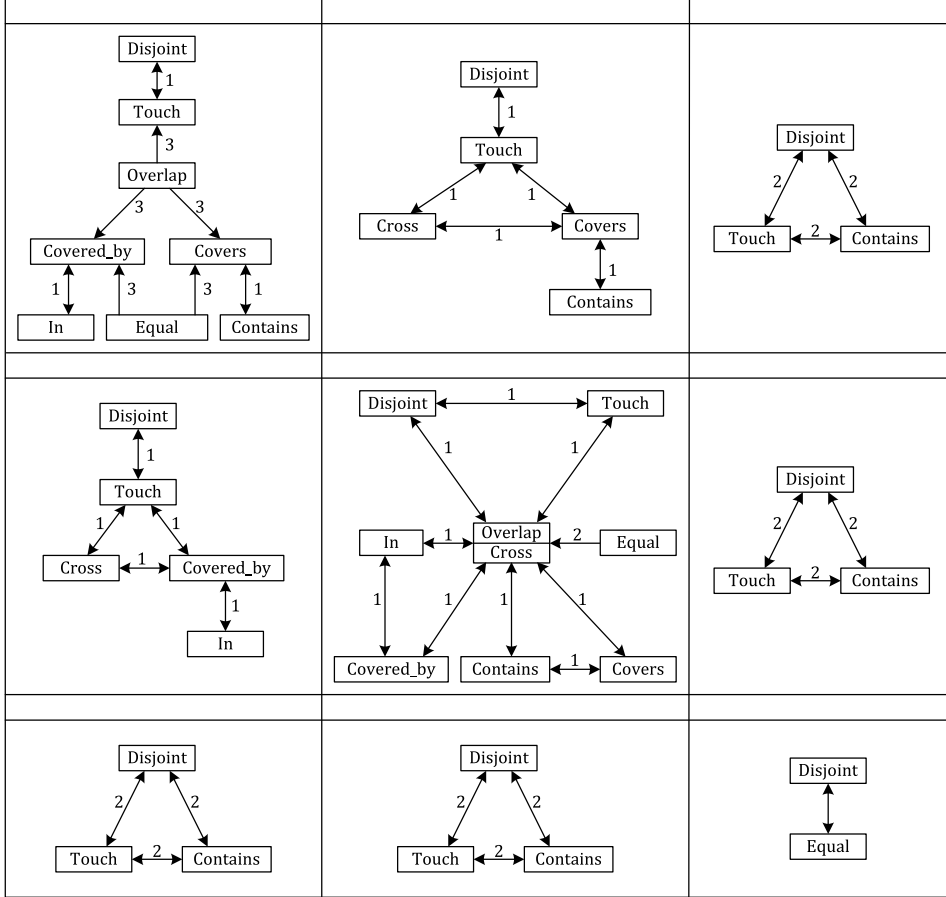 Disjoint
1
Touch
3
Overlap
3 3
Covered_by Covers
1 3 3 1
In Equal Contains
Disjoint
1
Touch
1 1
Cross 1 Covers
1
Contains
Disjoint
2 2
Touch 2 Contains
Disjoint
1
Touch
1 1
Cross 1 Covered_by
1
In
Disjoint 1 Touch
1 1
In 1 Overlap 2 Equal
Cross
1 1 1 1
Covered_by Contains 1 Covers
Disjoint
2 2
Touch 2 Contains
Disjoint
2 2
Touch 2 Contains
Disjoint
2 2
Touch 2 Contains
Disjoint
Equal